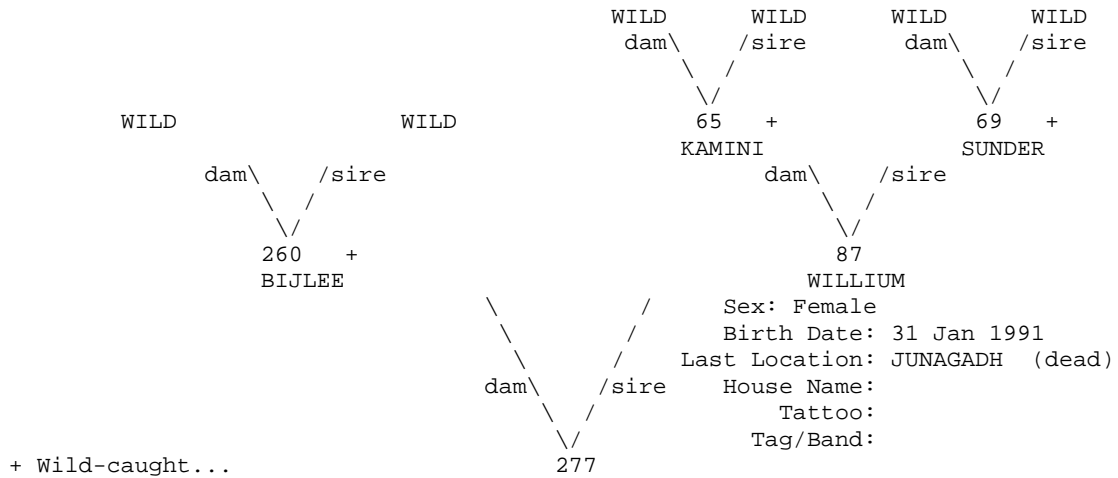 WILD WILD WILD WILD
dam\ /sire dam\ /sire
\ / \ /
\/ \/
WILD WILD 65 + 69 +
KAMINI SUNDER
dam\ /sire dam\ /sire
\ / \ /
\/ \/
260 + 87
BIJLEE WILLIUM
\ / Sex: Female
\ / Birth Date: 31 Jan 1991
\ / Last Location: JUNAGADH (dead)
dam\ /sire House Name:
\ / Tattoo:
\/ Tag/Band:
+ Wild-caught... 277